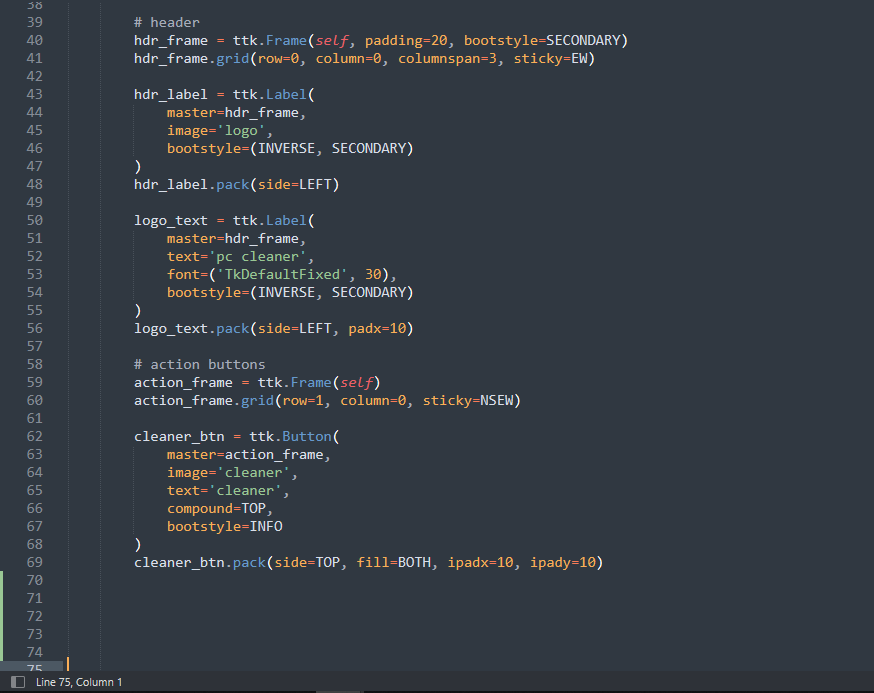 38
39 # header
40 hdr_frame = ttk.Frame(self, padding=20, bootstyle=SECONDARY)
41 hdr_frame.grid(row=0, column=0, columnspan=3, sticky=EW)
42
43 hdr_label = ttk.Label(
44     master=hdr_frame,
45     image='logo',
46     bootstyle=(INVERSE, SECONDARY)
47 )
48 hdr_label.pack(side=LEFT)
49
50 logo_text = ttk.Label(
51     master=hdr_frame,
52     text='pc cleaner',
53     font=('TkDefaultFixed', 30),
54     bootstyle=(INVERSE, SECONDARY)
55 )
56 logo_text.pack(side=LEFT, padx=10)
57
58 # action buttons
59 action_frame = ttk.Frame(self)
60 action_frame.grid(row=1, column=0, sticky=NSEW)
61
62 cleaner_btn = ttk.Button(
63     master=action_frame,
64     image='cleaner',
65     text='cleaner',
66     compound=TOP,
67     bootstyle=INFO
68 )
69 cleaner_btn.pack(side=TOP, fill=BOTH, ipadx=10, ipady=10)
70
71
72
73
74
75
Line 75, Column 1